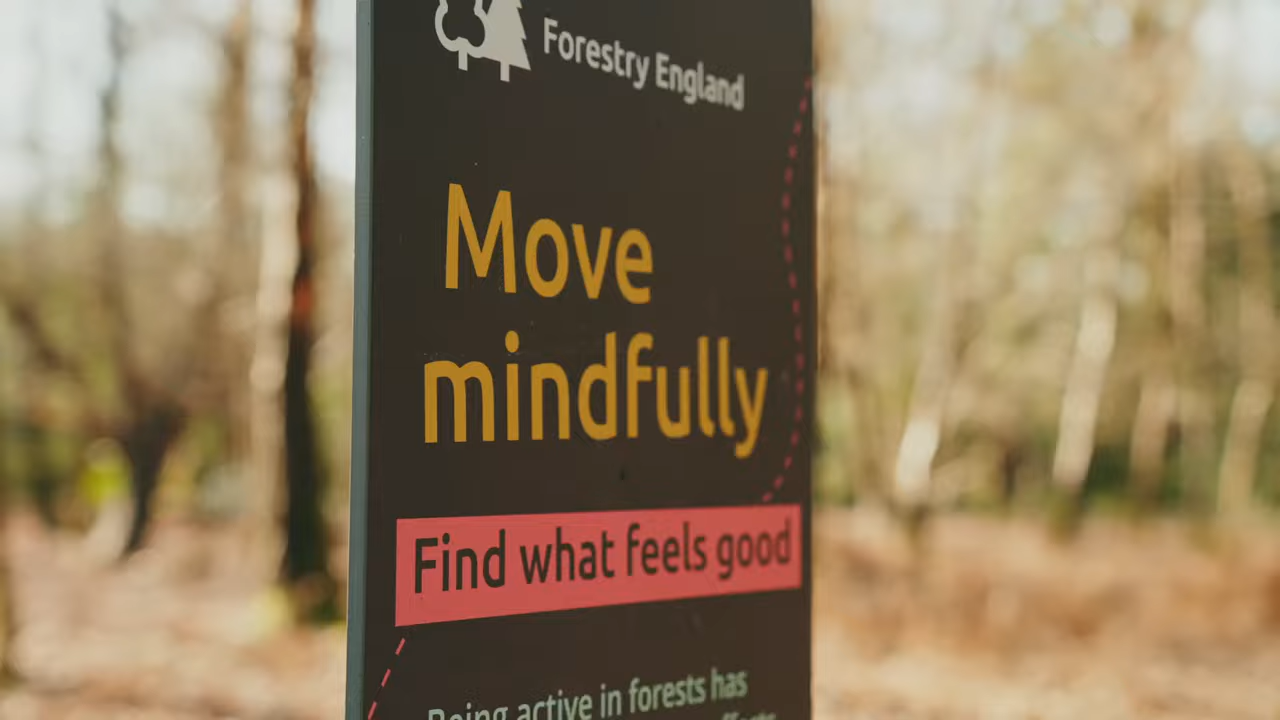 Forestry England
Move
mindfully
Find what feels good
Being active in forests has